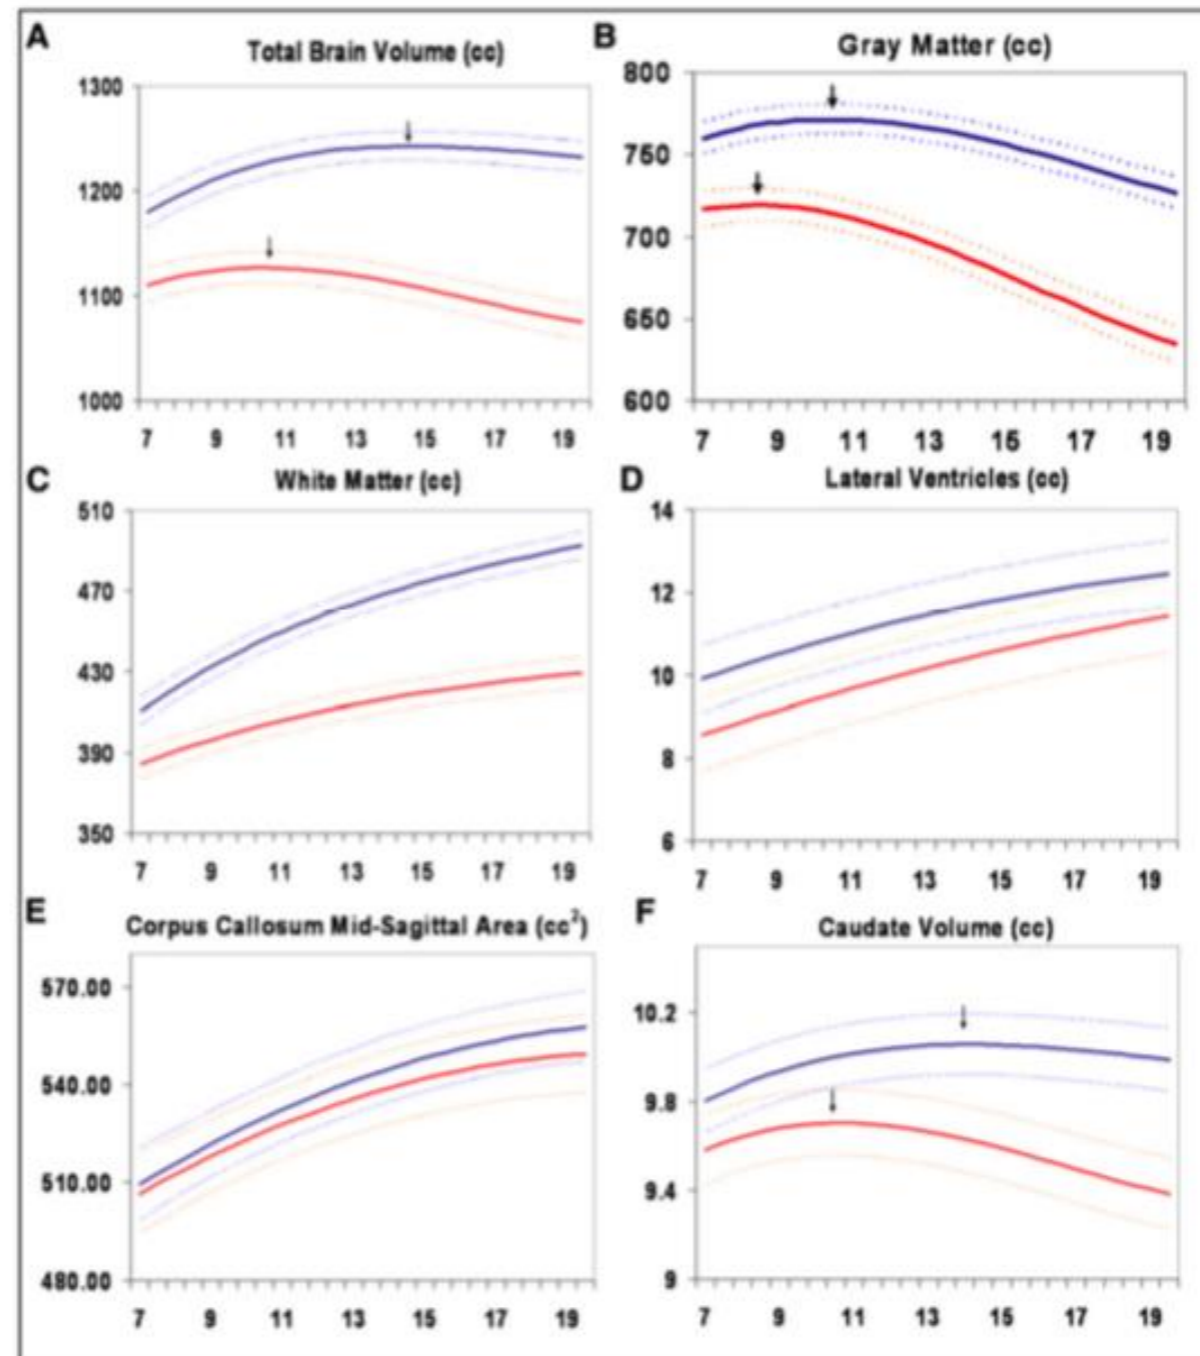 A
Total Brain Volume (cc)
1300
1200
1100
1000
7 9 11 13 15 17 19
B
Gray Matter (cc)
800
750
700
650
600
7 9 11 13 15 17 19
C
White Matter (cc)
510
470
430
390
350
7 9 11 13 15 17 19
D
Lateral Ventricles (cc)
14
12
10
8
6
7 9 11 13 15 17 19
E
Corpus Callosum Mid-Sagittal Area (cc²)
570.00
540.00
510.00
480.00
7 9 11 13 15 17 19
F
Caudate Volume (cc)
10.2
9.8
9.4
9
7 9 11 13 15 17 19